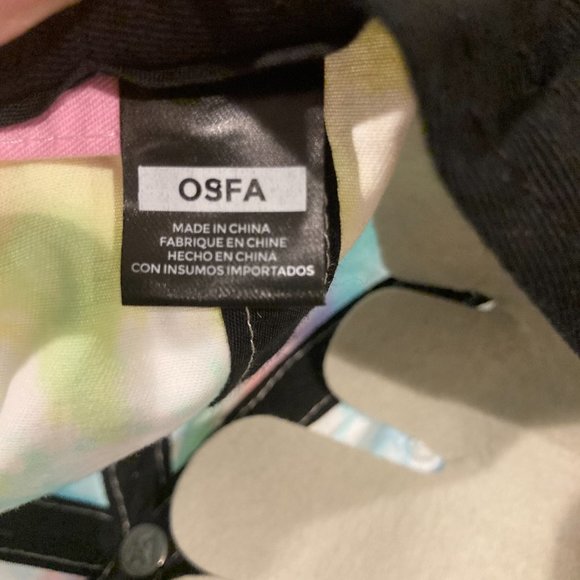 OSFA
MADE IN CHINA
FABRIQUE EN CHINE
HECHO EN CHINA
CON INSUMOS IMPORTADOS